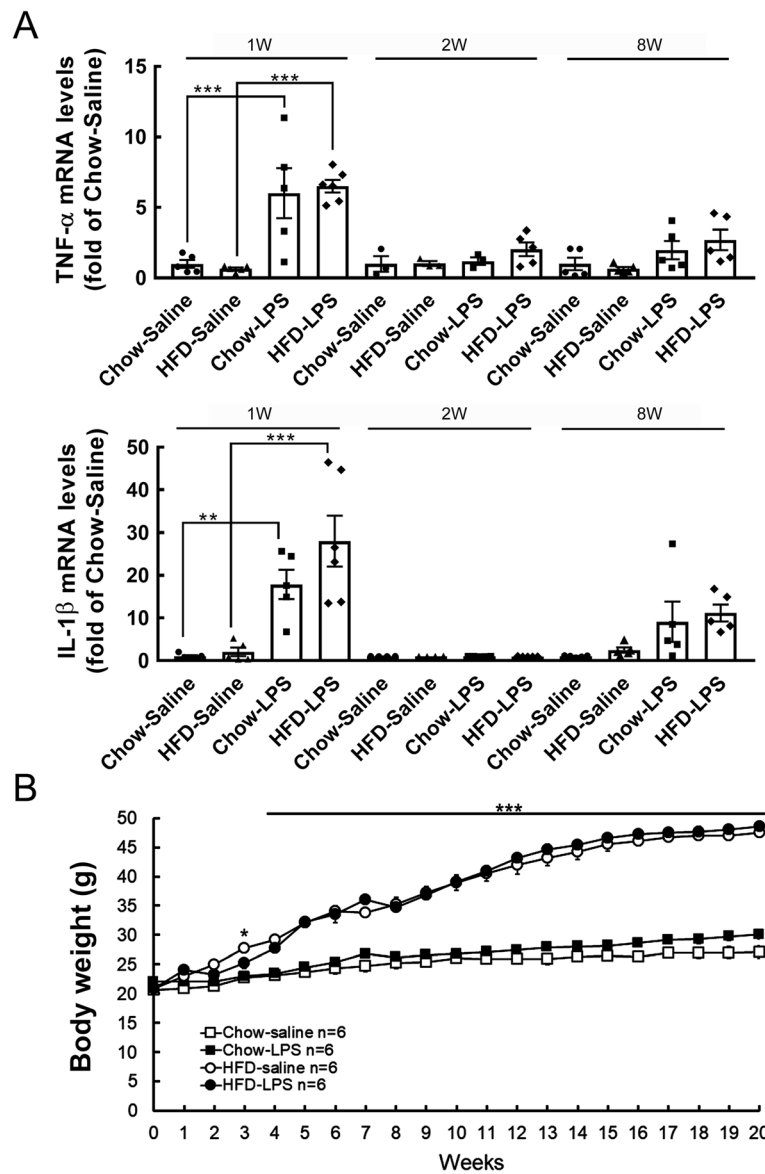 A
1W 2W 8W
TNF-α mRNA levels
(fold of Chow-Saline)
15
10
5
0
*** ***
Chow-Saline HFD-Saline Chow-LPS HFD-LPS Chow-Saline HFD-Saline Chow-LPS HFD-LPS Chow-Saline HFD-Saline Chow-LPS HFD-LPS
1W 2W 8W
IL-1β mRNA levels
(fold of Chow-Saline)
50
40
30
20
10
0
** ***
Chow-Saline HFD-Saline Chow-LPS HFD-LPS Chow-Saline HFD-Saline Chow-LPS HFD-LPS Chow-Saline HFD-Saline Chow-LPS HFD-LPS
B
Body weight (g)
50
45
40
35
30
25
20
15
10
5
0
***
*
Chow-saline n=6
Chow-LPS n=6
HFD-saline n=6
HFD-LPS n=6
0 1 2 3 4 5 6 7 8 9 10 11 12 13 14 15 16 17 18 19 20
Weeks